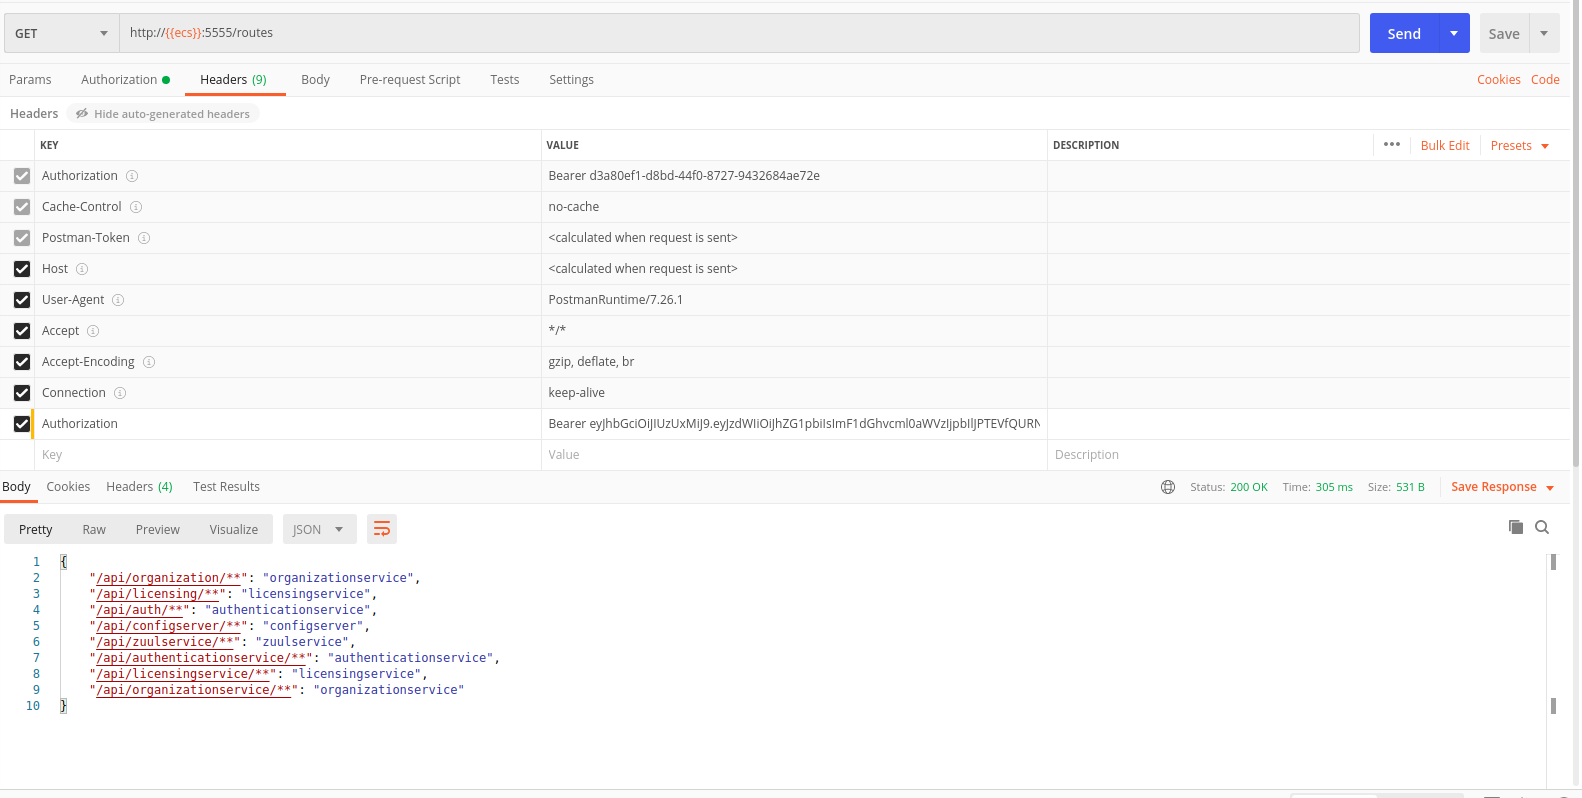 GET http://{{ecs}}:5555/routes Send Save
Params Authorization Headers (9) Body Pre-request Script Tests Settings Cookies Code
Headers Hide auto-generated headers
KEY VALUE DESCRIPTION ••• Bulk Edit Presets
Authorization Bearer d3a80ef1-d8bd-44f0-8727-9432684ae72e
Cache-Control no-cache
Postman-Token <calculated when request is sent>
Host <calculated when request is sent>
User-Agent PostmanRuntime/7.26.1
Accept */*
Accept-Encoding gzip, deflate, br
Connection keep-alive
Authorization Bearer eyJhbGciOiJIUzUxMiJ9.eyJzdWIiOiJhZG1pbiIsImF1dGhvcml0aWVzIjpbIlJPTEVfQURN
Key Value Description
Body Cookies Headers (4) Test Results Status: 200 OK Time: 305 ms Size: 531 B Save Response
Pretty Raw Preview Visualize JSON
1 {
2 "/api/organization/**": "organizationservice",
3 "/api/licensing/**": "licensingservice",
4 "/api/auth/**": "authenticationservice",
5 "/api/configserver/**": "configserver",
6 "/api/zuulservice/**": "zuulservice",
7 "/api/authenticationservice/**": "authenticationservice",
8 "/api/licensingservice/**": "licensingservice",
9 "/api/organizationservice/**": "organizationservice"
10 }